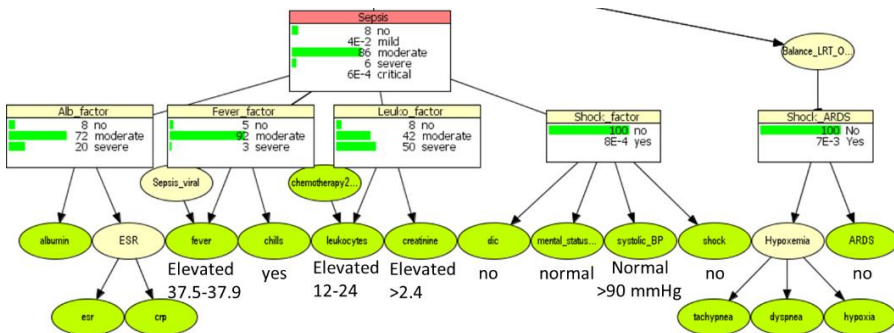 Sepsis
8 no
4E-2 mild
86 moderate
6 severe
6E-4 critical
Balance_LRT_O...
Alb_factor
8 no
72 moderate
20 severe
Fever_factor
5 no
92 moderate
3 severe
Leuko_factor
8 no
42 moderate
50 severe
Shock_factor
100 no
8E-4 yes
Shock_ARDS
100 No
7E-3 Yes
Sepsis_viral
chemotherapy2...
albumin
ESR
fever
chills
leukocytes
creatinine
dic
mental_status...
systolic_BP
shock
Hypoxemia
ARDS
Elevated
37.5-37.9
yes
Elevated
12-24
Elevated
>2.4
no
normal
Normal
>90 mmHg
no
no
esr
crp
tachypnea
dyspnea
hypoxia